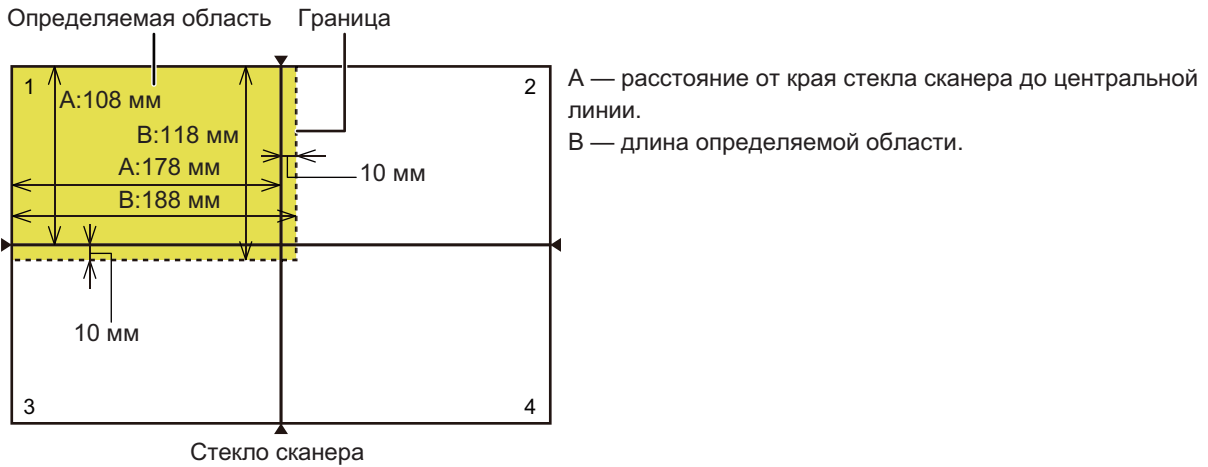 Определяемая область
Граница
1
2
А:108 мм
В:118 мм
А:178 мм
10 мм
В:188 мм
10 мм
3
4
Стекло сканера
А — расстояние от края стекла сканера до центральной
линии.
В — длина определяемой области.